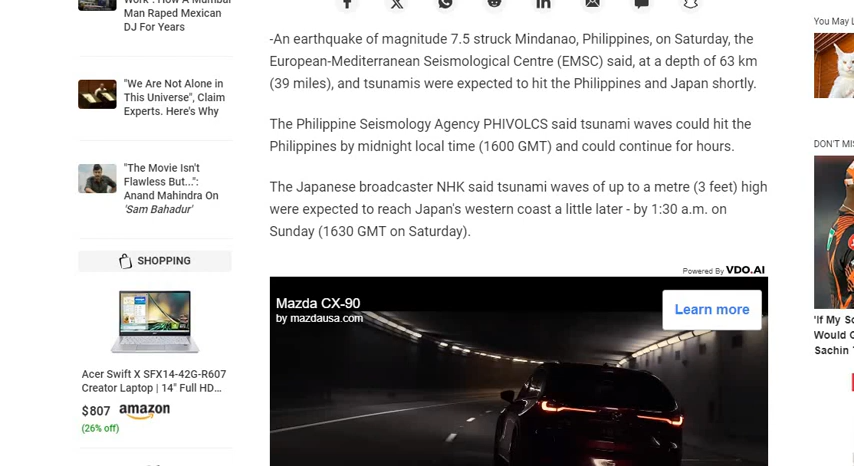 Work": How A Mumbai
Man Raped Mexican
DJ For Years
"We Are Not Alone in
This Universe", Claim
Experts. Here's Why
"The Movie Isn't
Flawless But...":
Anand Mahindra On
'Sam Bahadur'
SHOPPING
Acer Swift X SFX14-42G-R607
Creator Laptop | 14" Full HD...
$807 amazon
(26% off)
-An earthquake of magnitude 7.5 struck Mindanao, Philippines, on Saturday, the
European-Mediterranean Seismological Centre (EMSC) said, at a depth of 63 km
(39 miles), and tsunamis were expected to hit the Philippines and Japan shortly.
The Philippine Seismology Agency PHIVOLCS said tsunami waves could hit the
Philippines by midnight local time (1600 GMT) and could continue for hours.
The Japanese broadcaster NHK said tsunami waves of up to a metre (3 feet) high
were expected to reach Japan's western coast a little later - by 1:30 a.m. on
Sunday (1630 GMT on Saturday).
Powered By VDO.AI
Mazda CX-90
by mazdausa.com
Learn more
You May L
DON'T MIS
'If My So
Would C
Sachin T